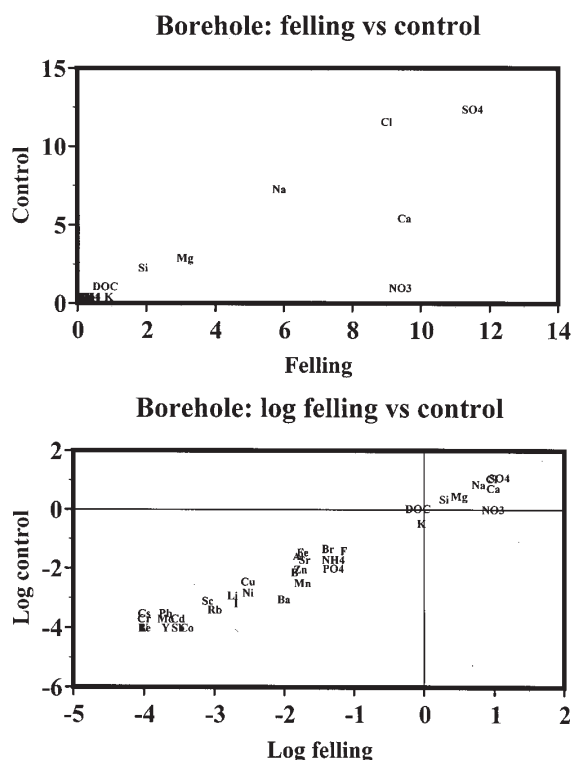 Borehole: felling vs control
15
SO4
Cl
10
Control
Na
Ca
5
Mg
Si
DOC
NO3
K
0
0 2 4 6 8 10 12 14
Felling
Borehole: log felling vs control
2
SO4
Na
Ca
Si Mg
0
DOC
NO3
K
Log control
Fe Br F
Sr NH4
-2
Zn PO4
B
Mn
Cu
Ni
Li
I
Sc
Ba
Rb
Cs Pb
Cr Mo Cd
-4
Y Co
-6
-5 -4 -3 -2 -1 0 1 2
Log felling